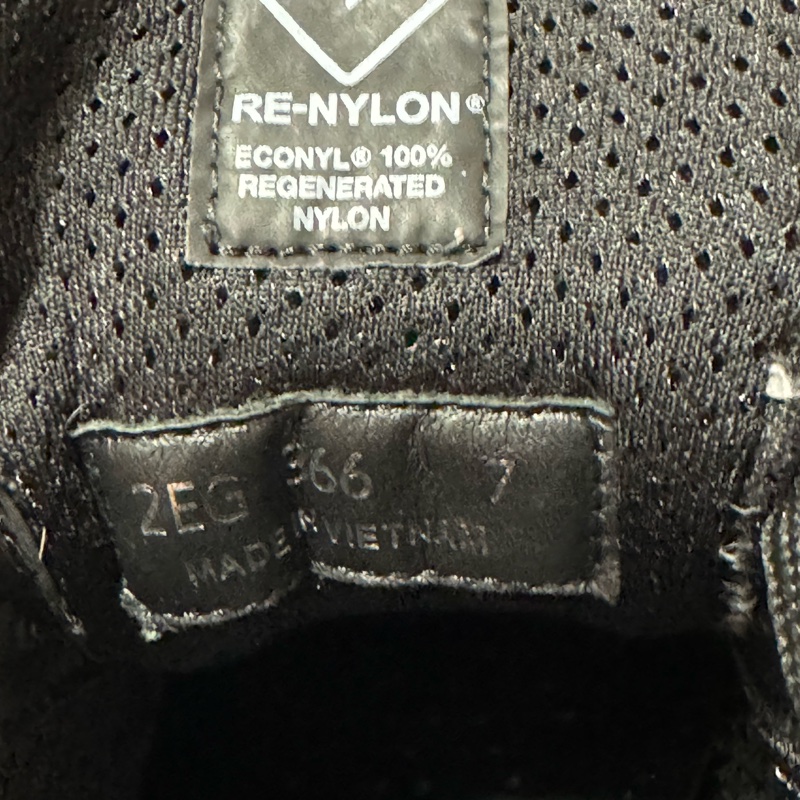 RE-NYLON®
ECONYL® 100%
REGENERATED
NYLON
2EG 366 7
MADE IN VIETNAM